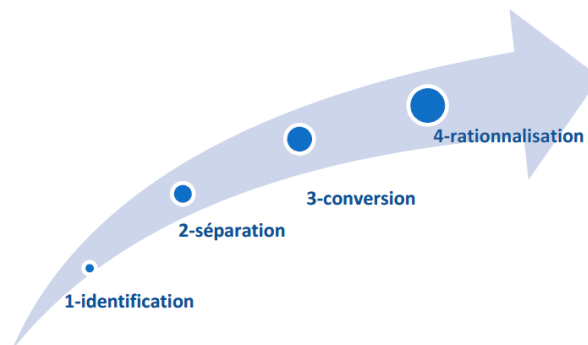 1-identification
2-séparation
3-conversion
4-rationnalisation